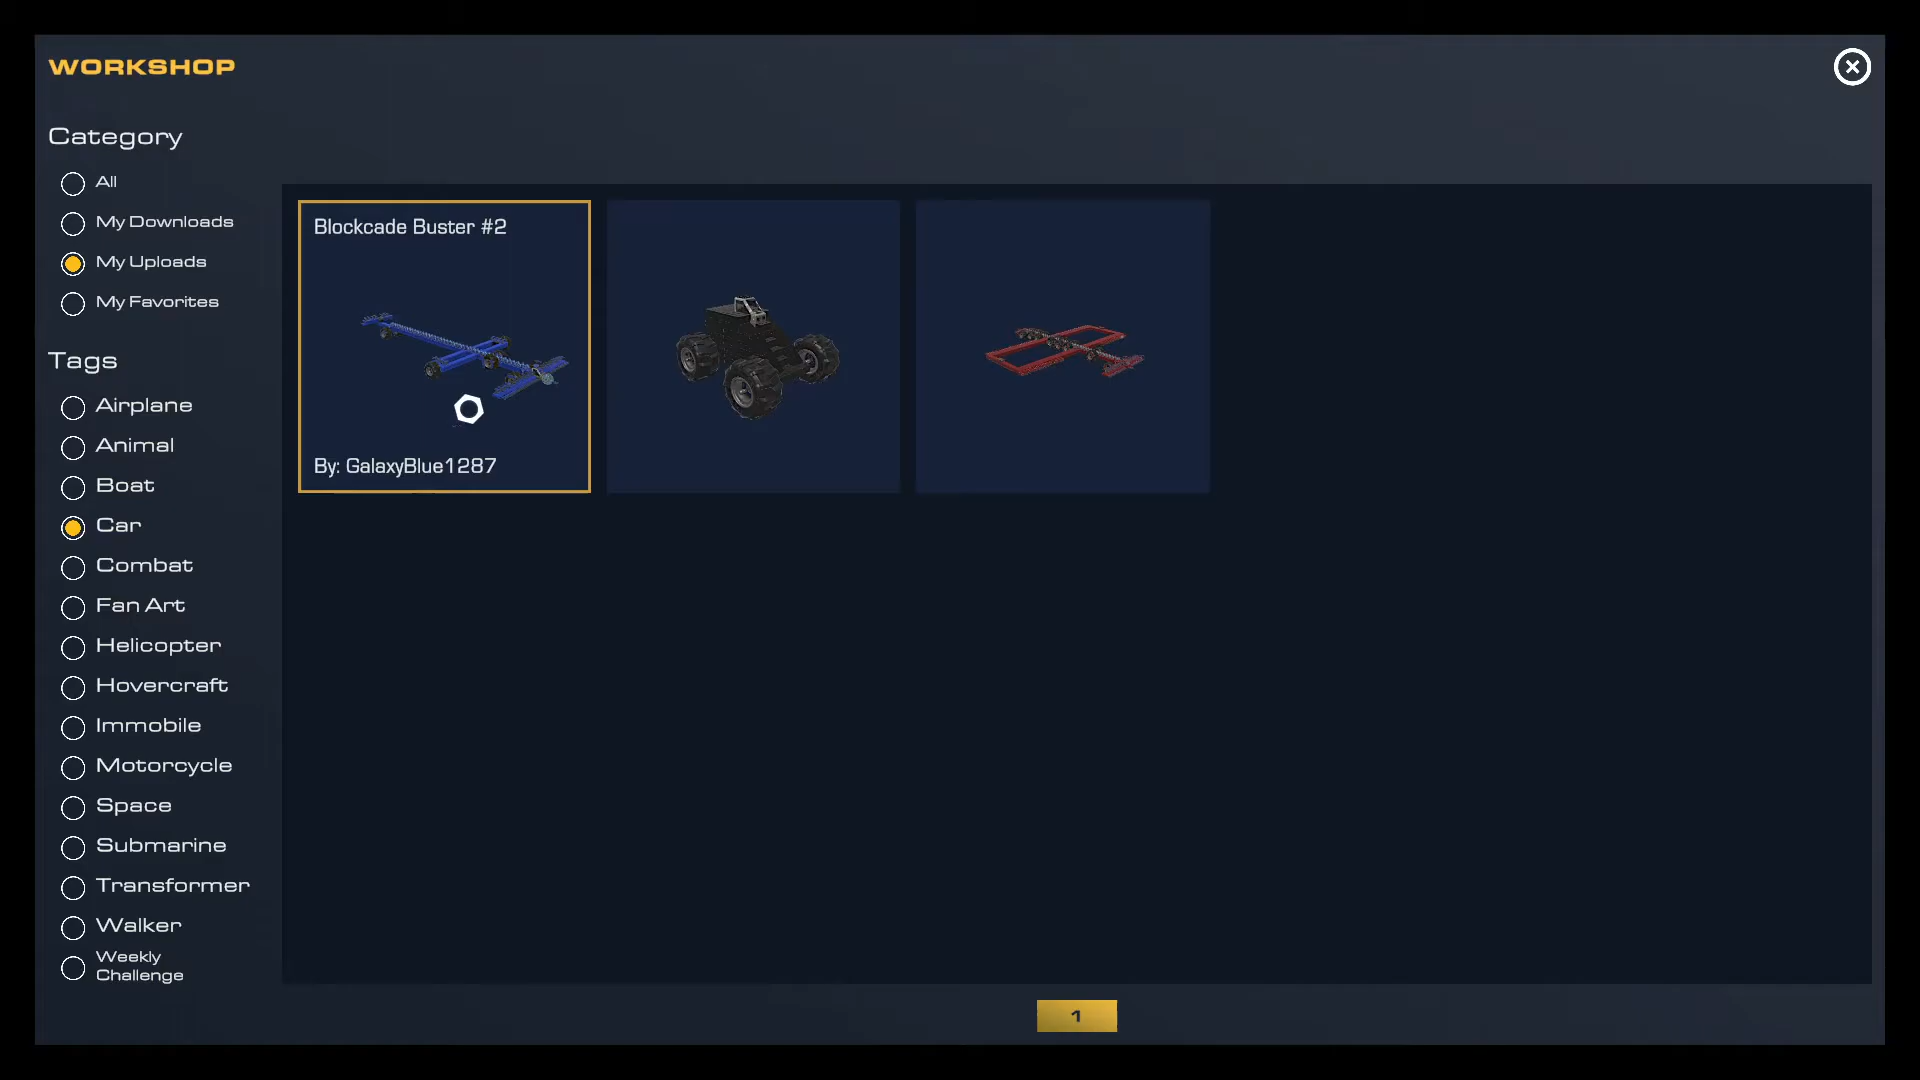 WORKSHOP
Category
All
My Downloads
My Uploads
My Favorites
Tags
Airplane
Animal
Boat
Car
Combat
Fan Art
Helicopter
Hovercraft
Immobile
Motorcycle
Space
Submarine
Transformer
Walker
Weekly
Challenge
Blockcade Buster #2
By: GalaxyBlue1287
1